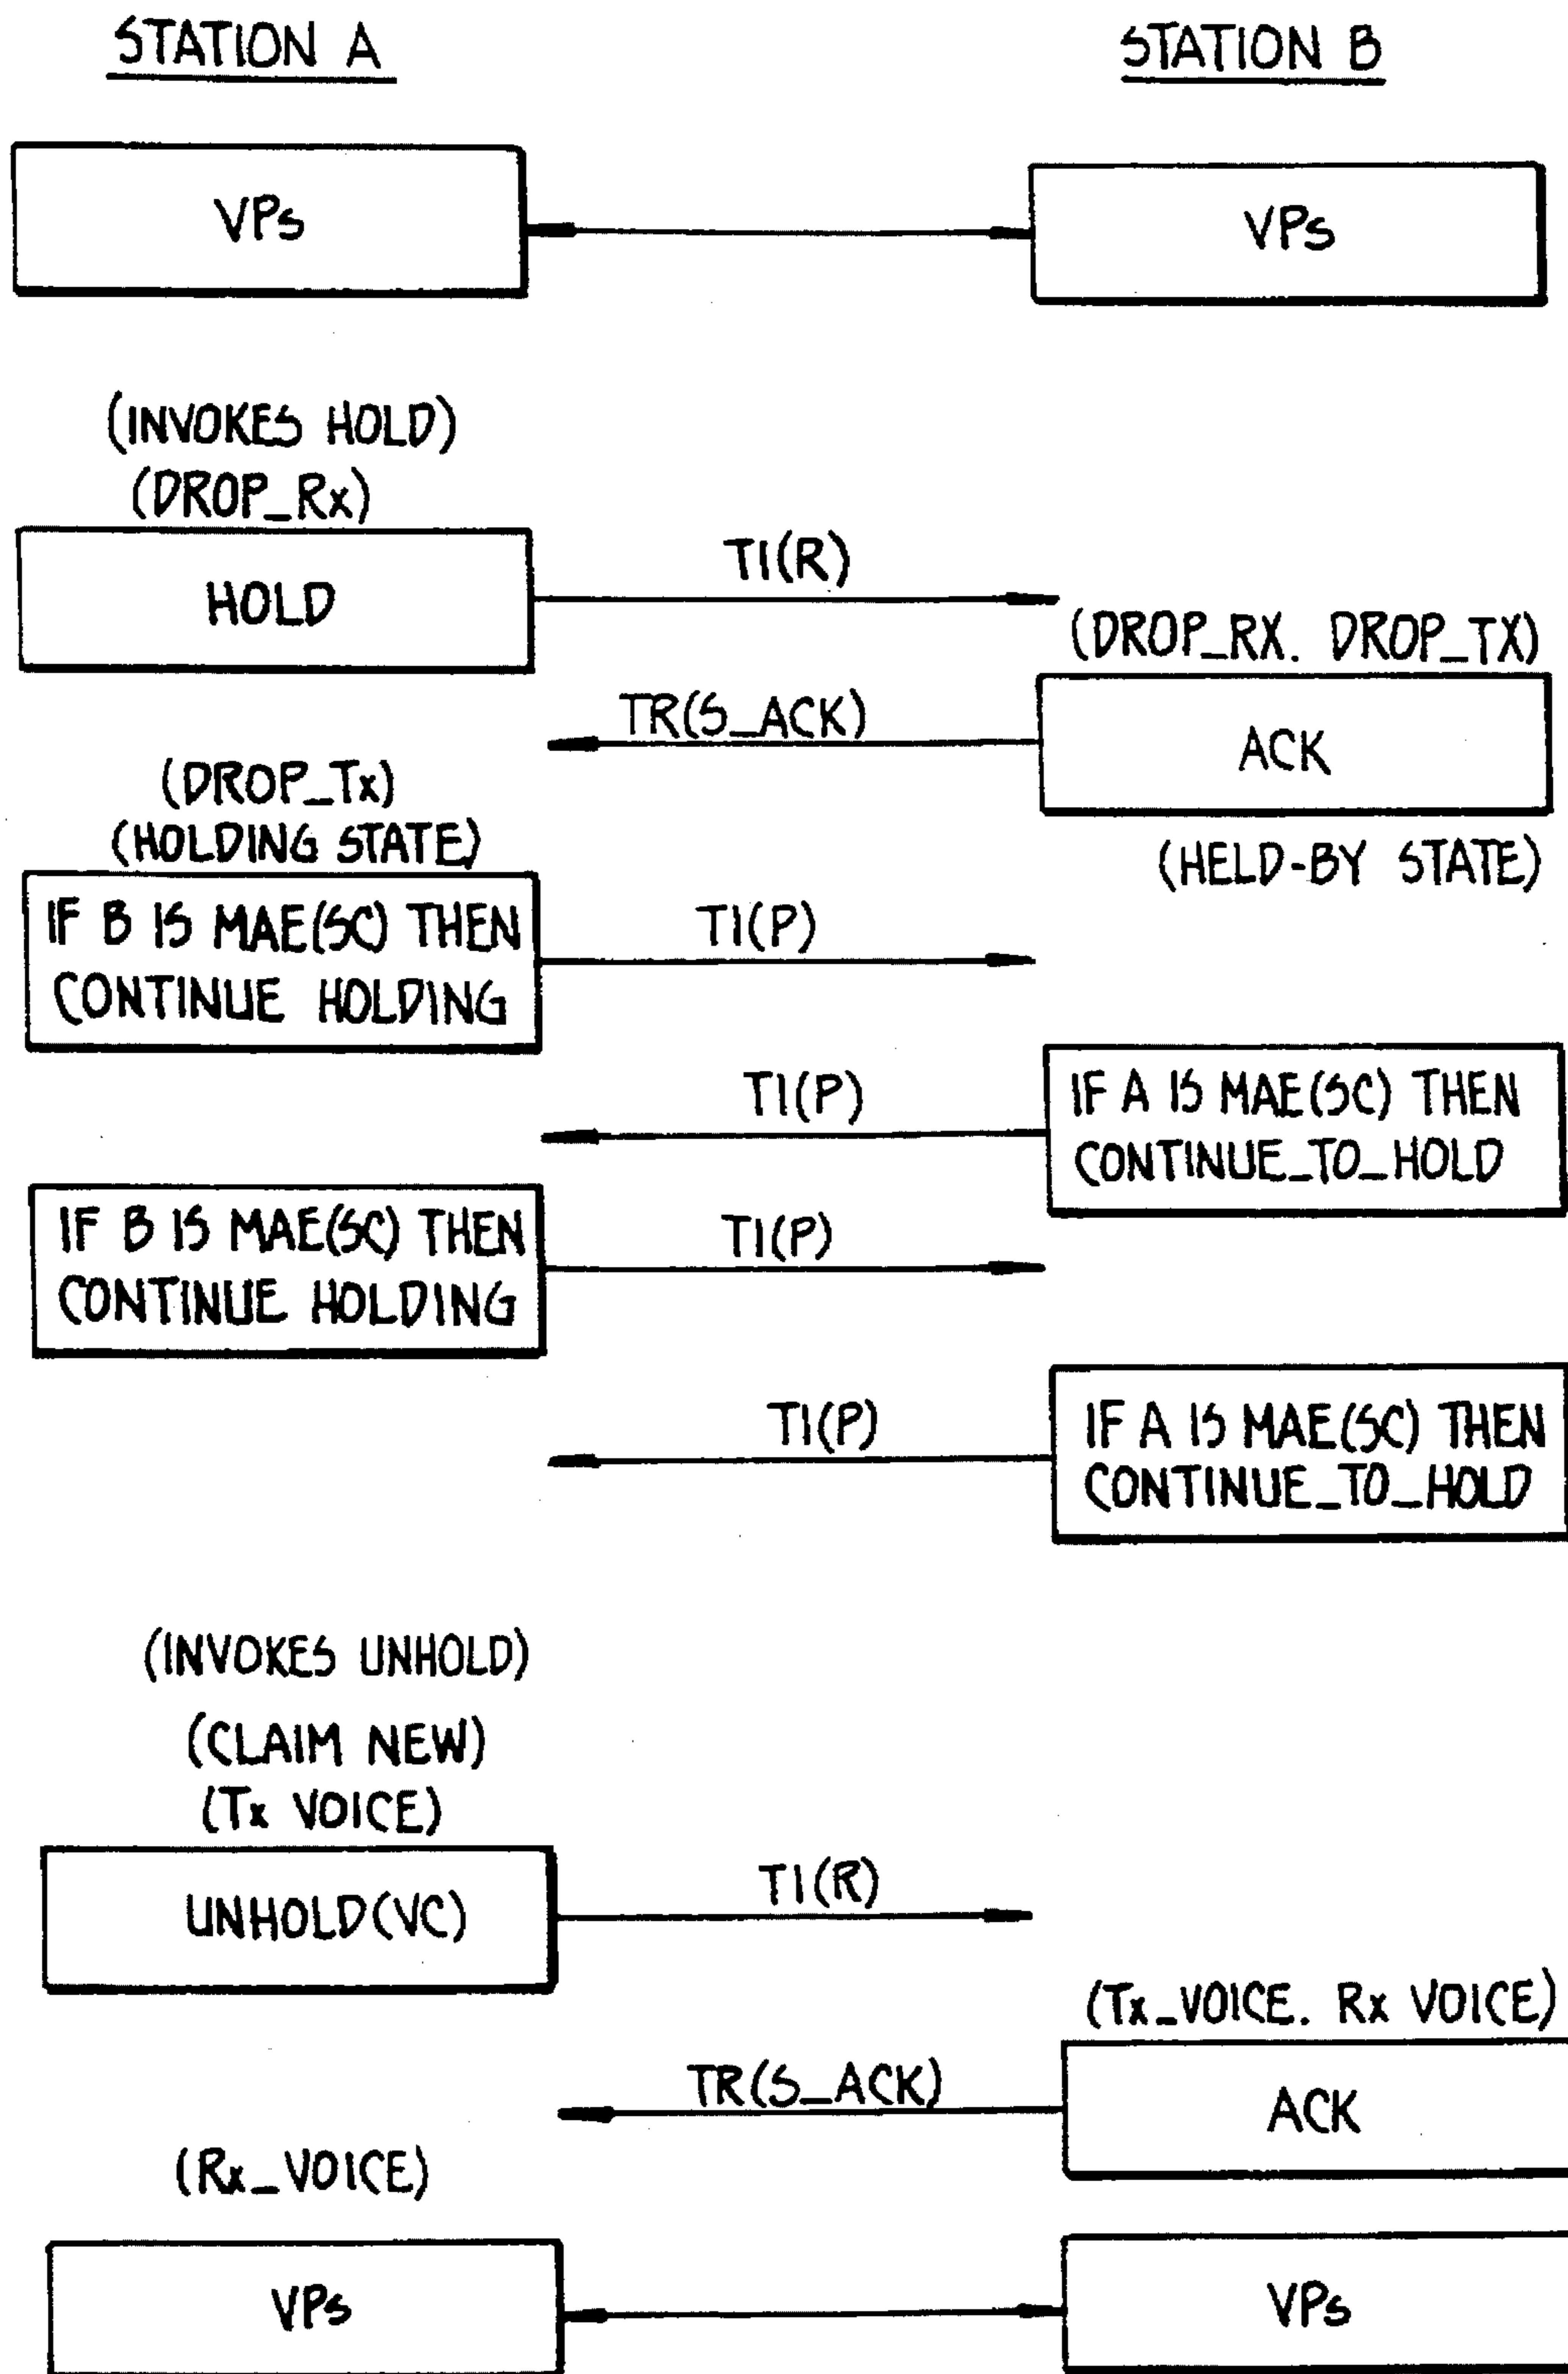 STATION A
STATION B
VPs
VPs
(INVOKES HOLD)
(DROP_Rx)
HOLD
TI(R)
(DROP_RX. DROP_TX)
TR(S_ACK)
ACK
(DROP_Tx)
(HOLDING STATE)
(HELD-BY STATE)
IF B IS MAE(SC) THEN
CONTINUE HOLDING
TI(P)
TI(P)
IF A IS MAE(SC) THEN
CONTINUE_TO_HOLD
IF B IS MAE(SC) THEN
CONTINUE HOLDING
TI(P)
TI(P)
IF A IS MAE(SC) THEN
CONTINUE_TO_HOLD
(INVOKES UNHOLD)
(CLAIM NEW)
(Tx VOICE)
UNHOLD(VC)
TI(R)
(Tx_VOICE. Rx VOICE)
TR(S_ACK)
ACK
(Rx_VOICE)
VPs
VPs